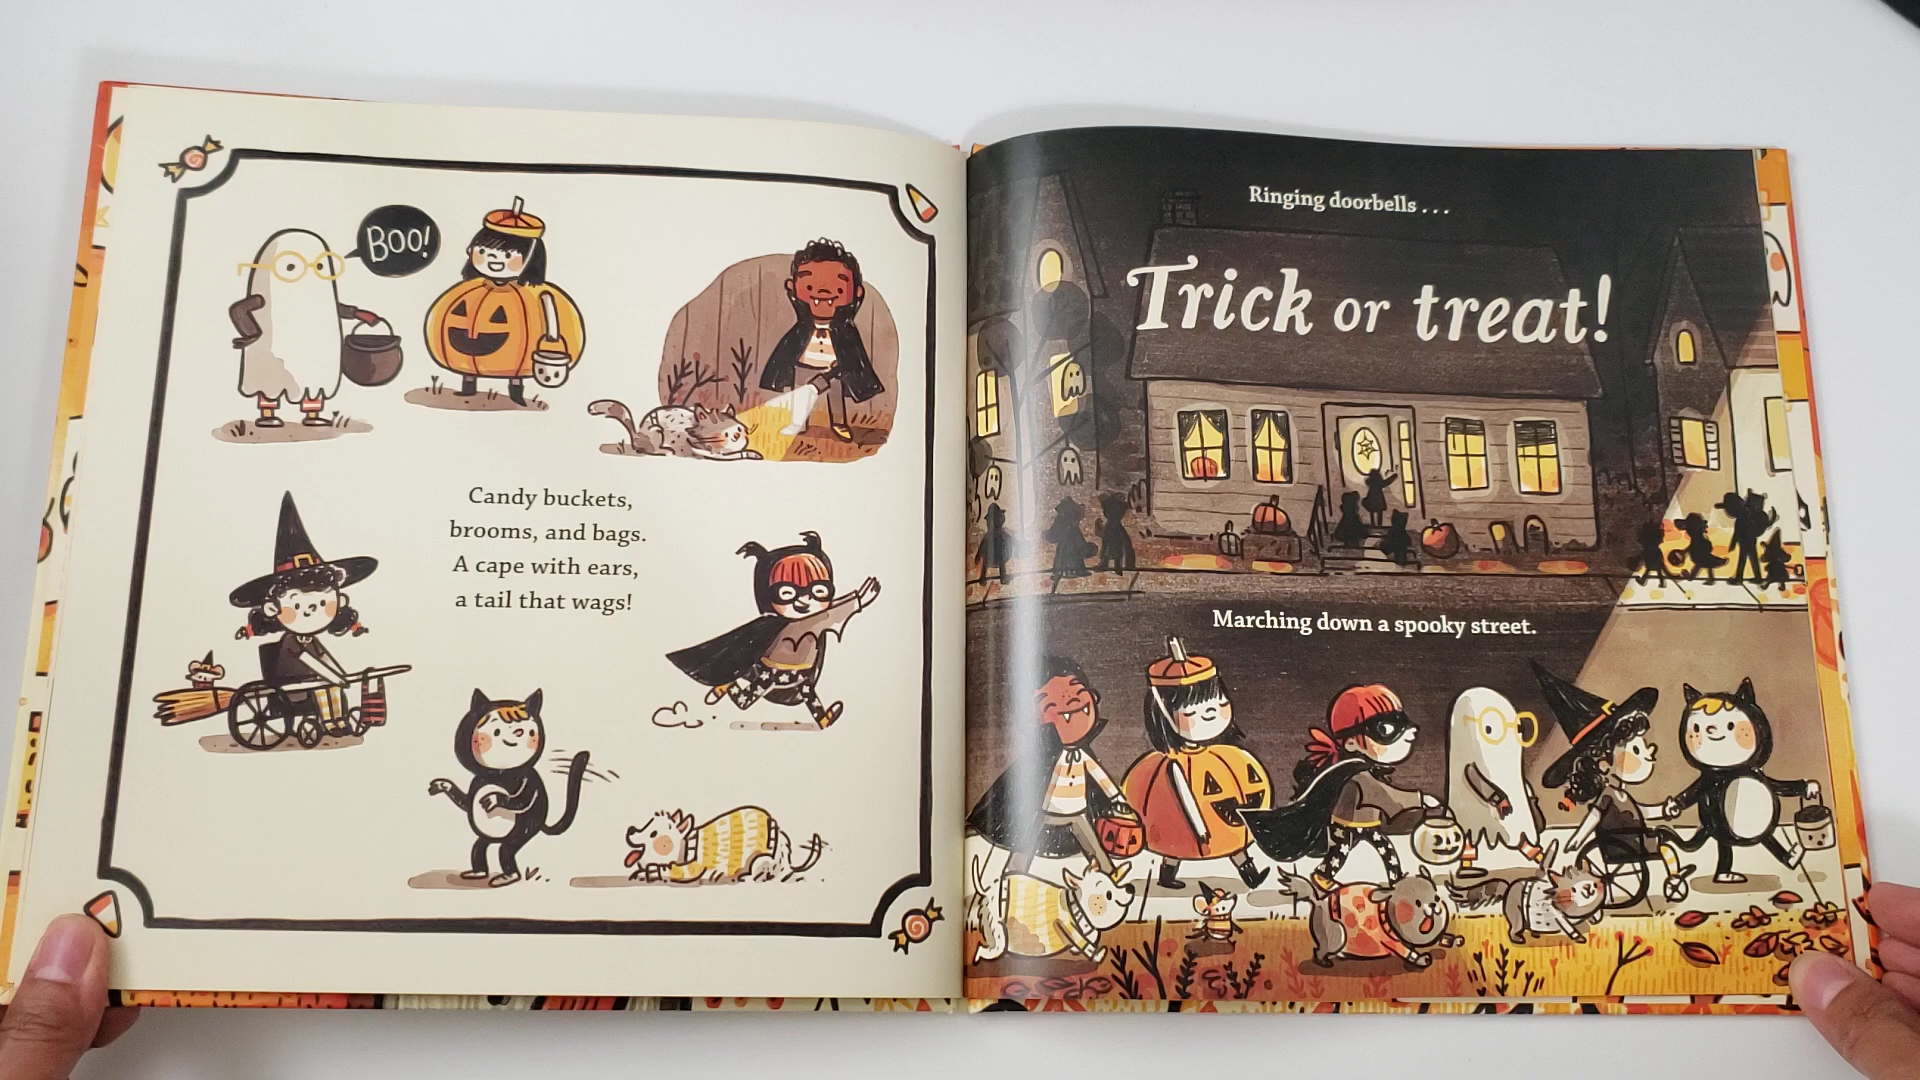 BOO!
Candy buckets,
brooms, and bags.
A cape with ears,
a tail that wags!
Ringing doorbells . . .
Trick or treat!
Marching down a spooky street.